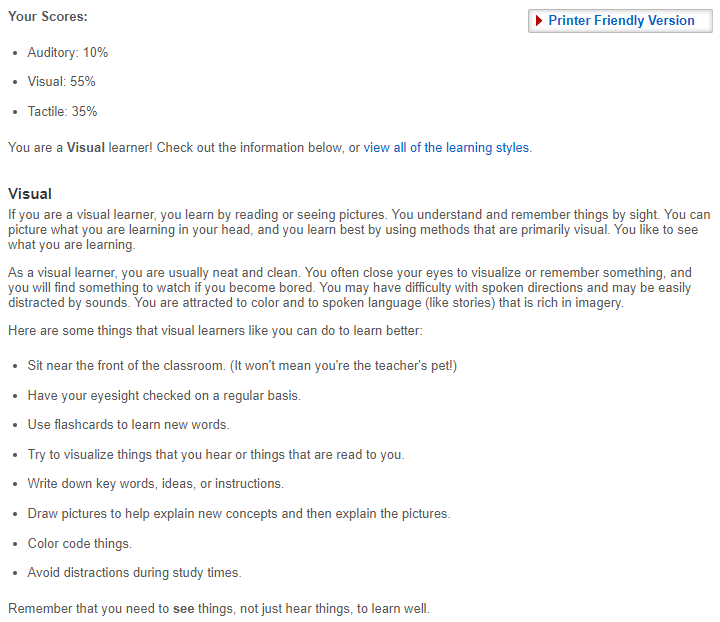 Your Scores:
Printer Friendly Version
Auditory: 10%
Visual: 55%
Tactile: 35%
You are a Visual learner! Check out the information below, or view all of the learning styles.
Visual
If you are a visual learner, you learn by reading or seeing pictures. You understand and remember things by sight. You can
picture what you are learning in your head, and you learn best by using methods that are primarily visual. You like to see
what you are learning.
As a visual learner, you are usually neat and clean. You often close your eyes to visualize or remember something, and
you will find something to watch if you become bored. You may have difficulty with spoken directions and may be easily
distracted by sounds. You are attracted to color and to spoken language (like stories) that is rich in imagery.
Here are some things that visual learners like you can do to learn better:
Sit near the front of the classroom. (It won't mean you're the teacher's pet!)
Have your eyesight checked on a regular basis.
Use flashcards to learn new words.
Try to visualize things that you hear or things that are read to you.
Write down key words, ideas, or instructions.
Draw pictures to help explain new concepts and then explain the pictures.
Color code things.
Avoid distractions during study times.
Remember that you need to see things, not just hear things, to learn well.